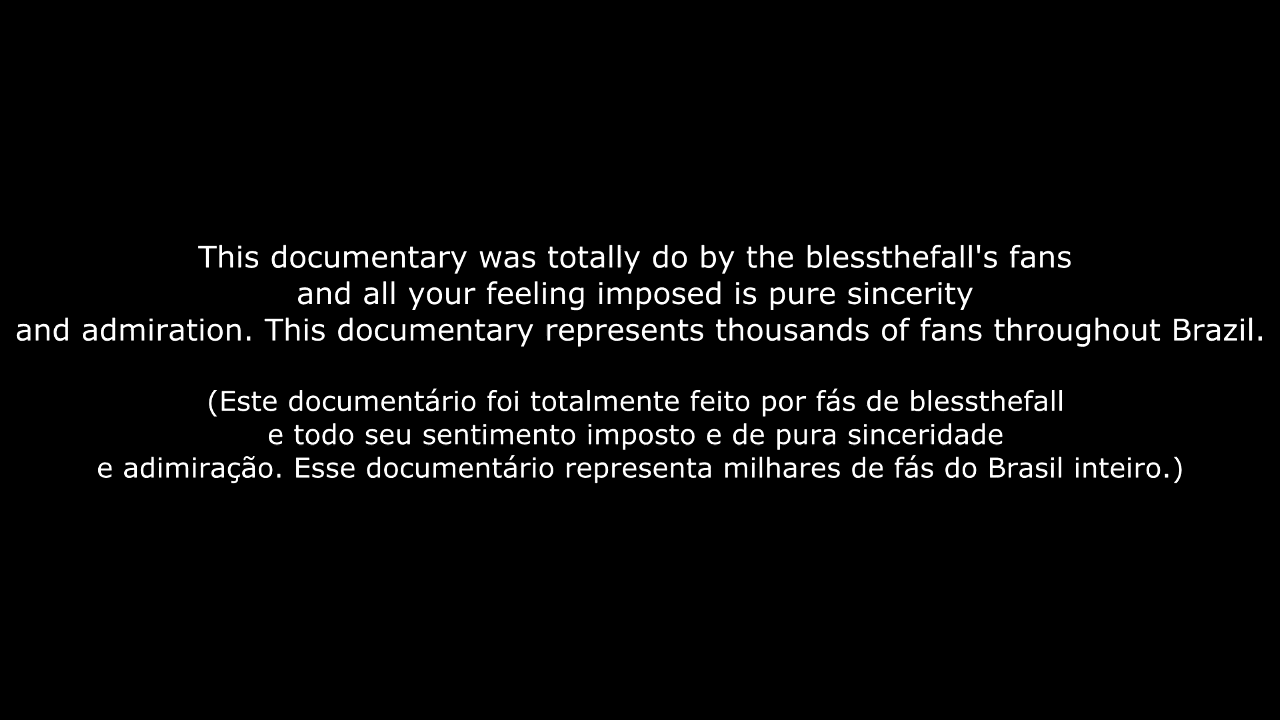 This documentary was totally do by the blessthefall's fans
and all your feeling imposed is pure sincerity
and admiration. This documentary represents thousands of fans throughout Brazil.
(Este documentário foi totalmente feito por fás de blessthefall
e todo seu sentimento imposto e de pura sinceridade
e adimiração. Esse documentário representa milhares de fás do Brasil inteiro.)